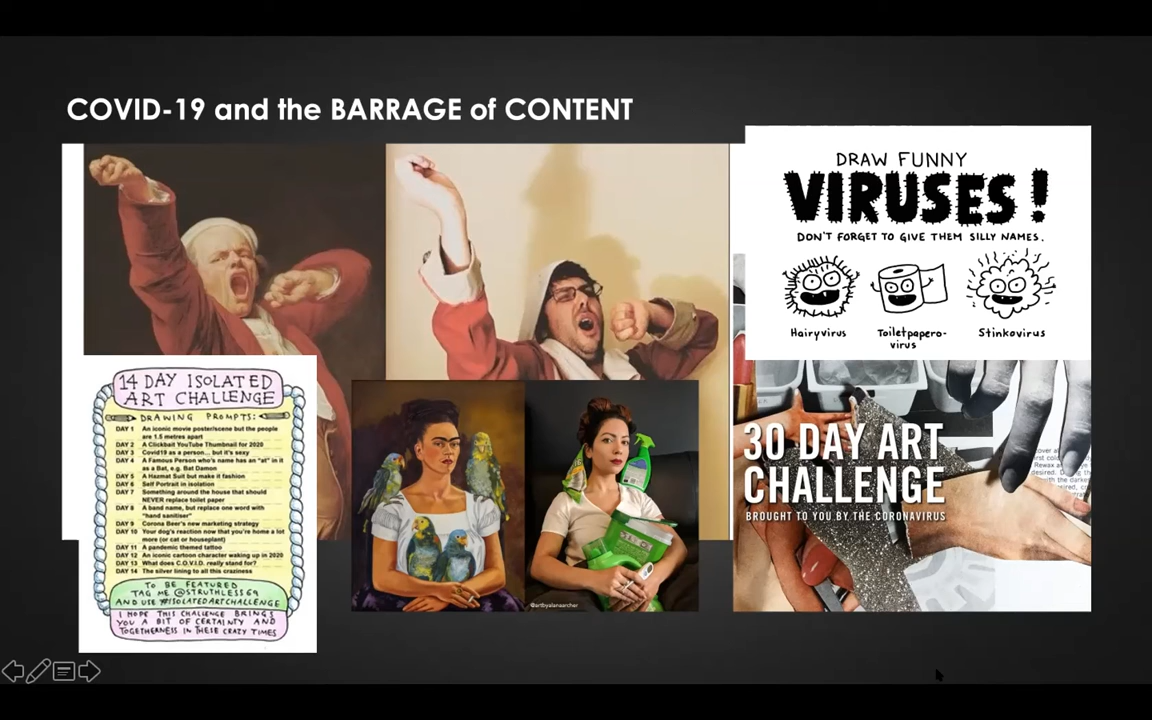 COVID-19 and the BARRAGE of CONTENT
DRAW FUNNY
VIRUSES!
DON'T FORGET TO GIVE THEM SILLY NAMES.
Hairyvirus
Toiletpapero-
virus
Stinkovirus
14 DAY ISOLATED
ART CHALLENGE
DRAWING PROMPTS:
DAY 1 An iconic movie poster/scene but the people
are 1.5 metres apart
DAY 2 A Clickbait YouTube Thumbnail for 2020
DAY 3 Covid19 as a person... but it's sexy
DAY 4 A Famous Person who's name has an "at" in it
as a Bat, e.g. Bat Damon
DAY 5 A Hazmat Suit but make it fashion
DAY 6 Self Portrait in isolation
DAY 7 Something around the house that should
NEVER replace toilet paper
DAY 8 A band name, but replace one word with
"hand sanitiser"
DAY 9 Corona Beer's new marketing strategy
DAY 10 Your dog's reaction now that you're home a lot
more (or cat or houseplant)
DAY 11 A pandemic themed tattoo
DAY 12 An iconic cartoon character waking up in 2020
DAY 13 What does C.O.V.I.D. really stand for?
DAY 14 The silver lining to all this craziness
TO BE FEATURED
TAG ME @STRUTHLESS69
AND USE #ISOLATEDARTCHALLENGE
I HOPE THIS CHALLENGE BRINGS
YOU A BIT OF CERTAINTY AND
TOGETHERNESS IN THESE CRAZY TIMES
@artbyalanaarcher
30 DAY ART
CHALLENGE
BROUGHT TO YOU BY THE CORONAVIRUS